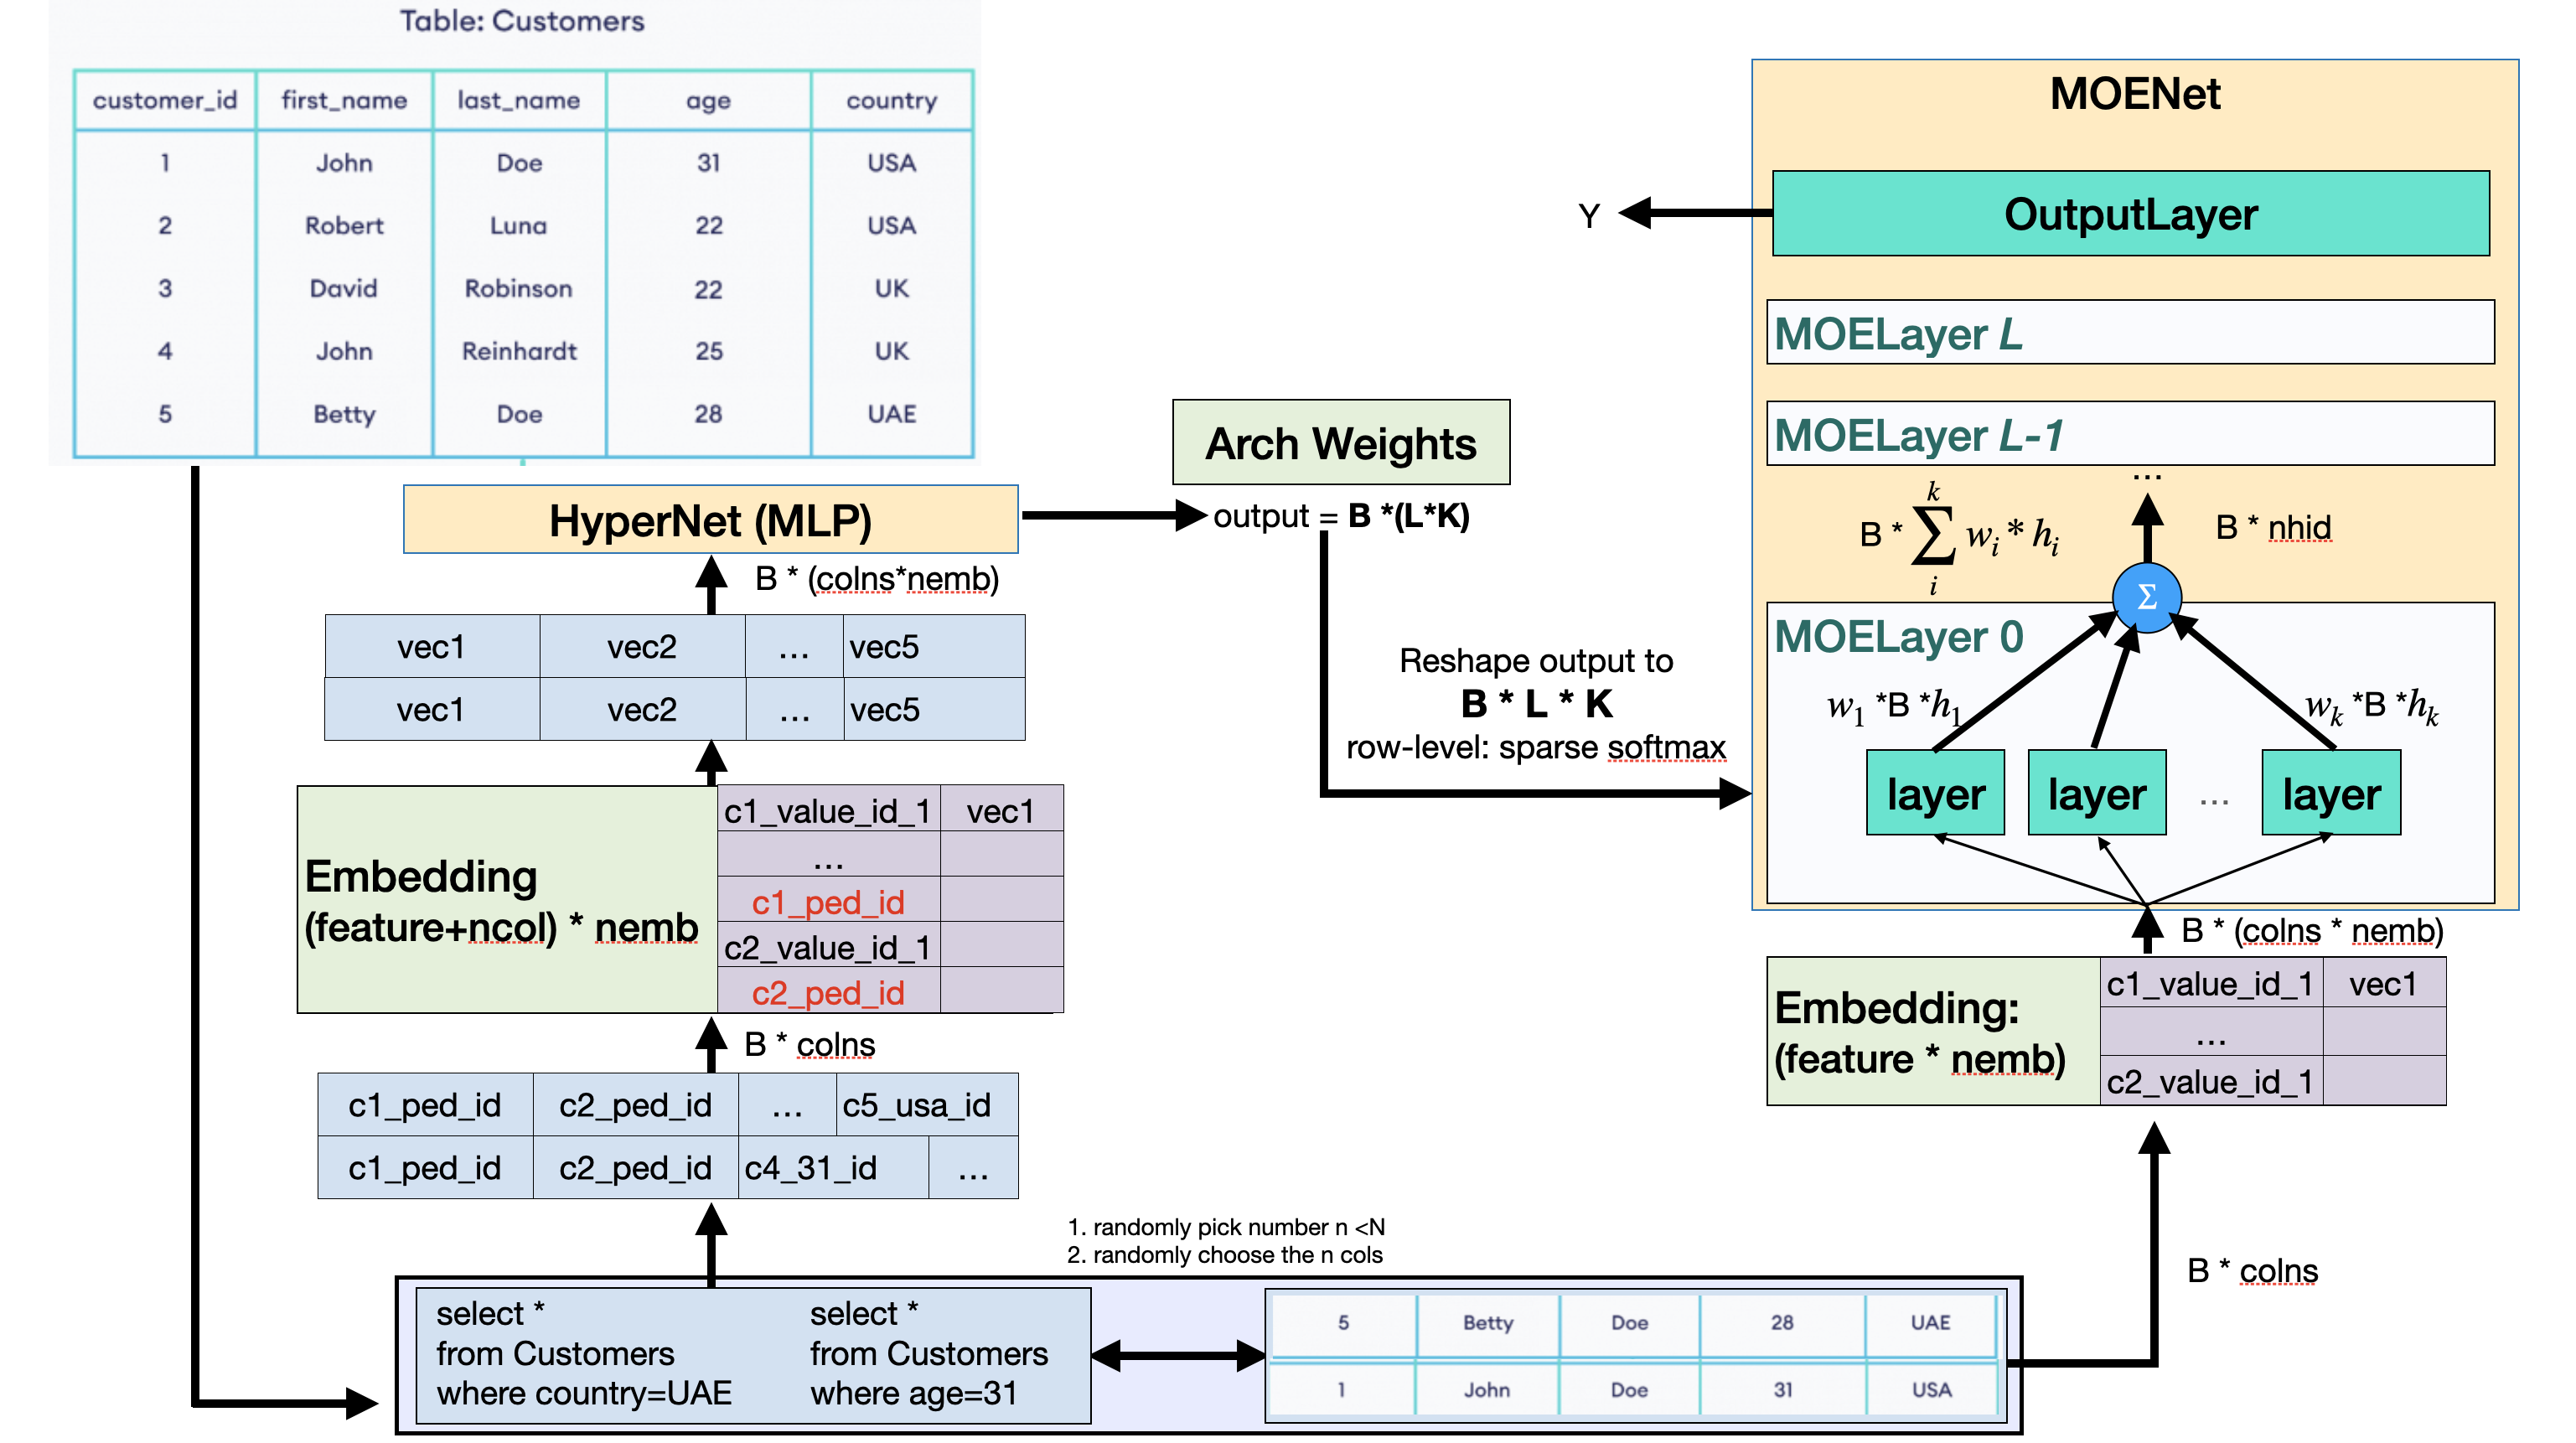 Table: Customers
customer_id first_name last_name age country
1 John Doe 31 USA
2 Robert Luna 22 USA
3 David Robinson 22 UK
4 John Reinhardt 25 UK
5 Betty Doe 28 UAE
HyperNet (MLP)
B * (colns*nemb)
vec1 vec2 ... vec5
vec1 vec2 ... vec5
Embedding
(feature+ncol) * nemb
c1_value_id_1 vec1
...
c1_ped_id
c2_value_id_1
c2_ped_id
B * colns
c1_ped_id c2_ped_id ... c5_usa_id
c1_ped_id c2_ped_id c4_31_id ...
1. randomly pick number n <N
2. randomly choose the n cols
select *
from Customers
where country=UAE
select *
from Customers
where age=31
5 Betty Doe 28 UAE
1 John Doe 31 USA
Arch Weights
output = B *(L*K)
Reshape output to
B * L * K
row-level: sparse softmax
MOENet
OutputLayer
Y
MOELayer L
MOELayer L-1
...
B * k ∑ i w_i * h_i
B * nhid
Σ
MOELayer 0
w_1 *B *h_1
w_k *B *h_k
layer layer ... layer
B * (colns * nemb)
Embedding:
(feature * nemb)
c1_value_id_1 vec1
...
c2_value_id_1
B * colns